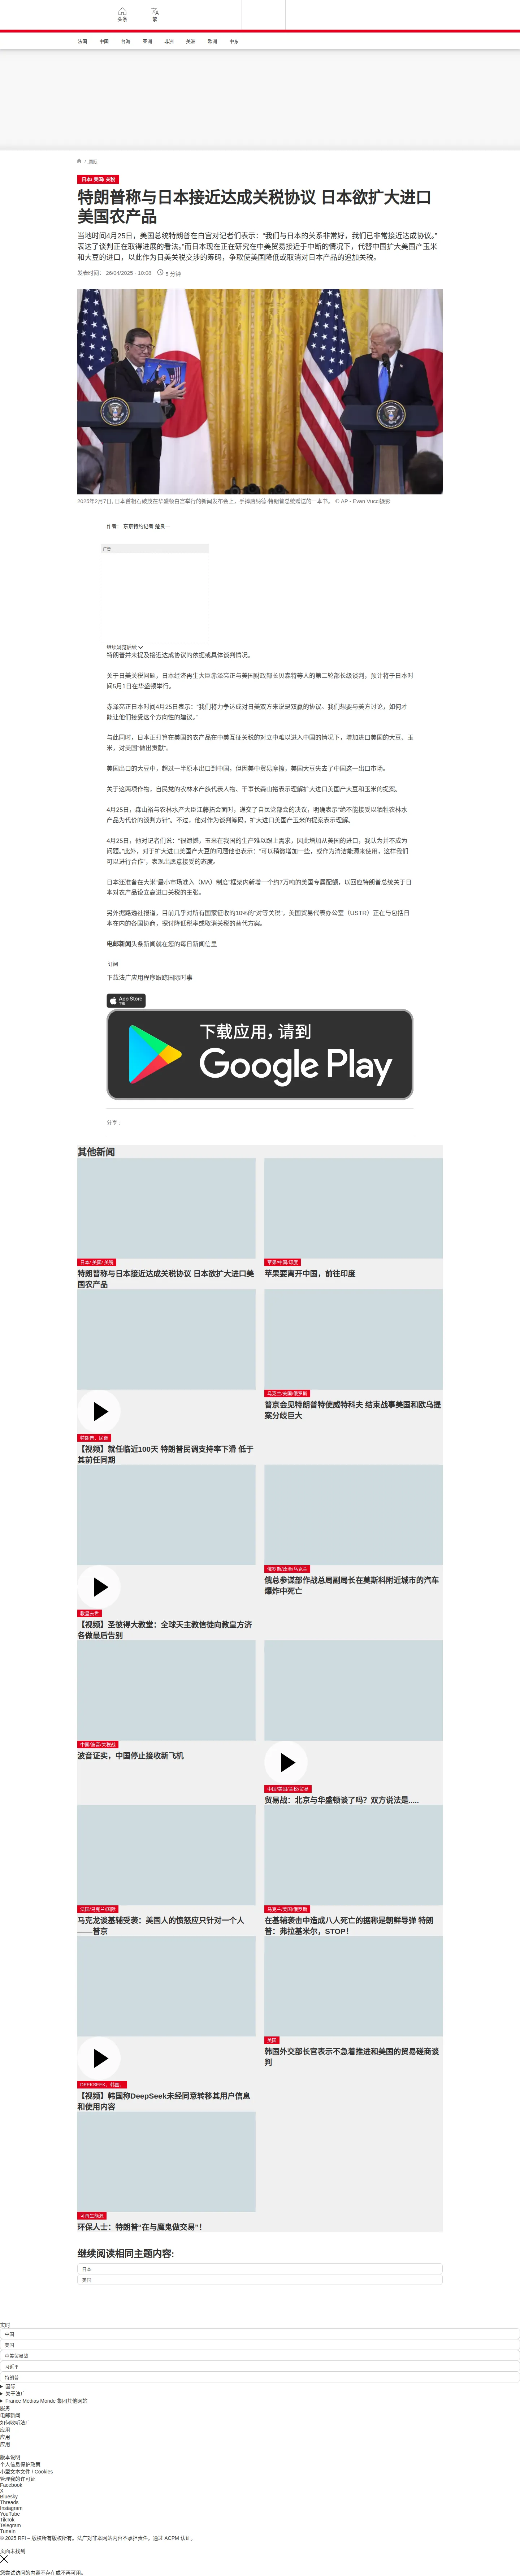 头条
繁
法国
中国
台海
亚洲
非洲
美洲
欧洲
中东
/ 国际
日本/ 美国/ 关税
特朗普称与日本接近达成关税协议 日本欲扩大进口
美国农产品
当地时间4月25日，美国总统特朗普在白宫对记者们表示：“我们与日本的关系非常好，我们已非常接近达成协议。”
表达了谈判正在取得进展的看法。”而日本现在正在研究在中美贸易接近于中断的情况下，代替中国扩大美国产玉米
和大豆的进口，以此作为日美关税交涉的筹码，争取使美国降低或取消对日本产品的追加关税。
发表时间： 26/04/2025 - 10:08
5 分钟
2025年2月7日, 日本首相石破茂在华盛顿白宫举行的新闻发布会上，手捧唐纳德·特朗普总统赠送的一本书。 © AP - Evan Vucci摄影
作者： 东京特约记者 楚良一
广告
继续浏览后续
特朗普并未提及接近达成协议的依据或具体谈判情况。
关于日美关税问题，日本经济再生大臣赤泽亮正与美国财政部长贝森特等人的第二轮部长级谈判，预计将于日本时
间5月1日在华盛顿举行。
赤泽亮正日本时间4月25日表示：“我们将力争达成对日美双方来说是双赢的协议。我们想要与美方讨论，如何才
能让他们接受这个方向性的建议。”
与此同时，日本正打算在美国的农产品在中美互征关税的对立中难以进入中国的情况下，增加进口美国的大豆、玉
米，对美国“做出贡献”。
美国出口的大豆中，超过一半原本出口到中国，但因美中贸易摩擦，美国大豆失去了中国这一出口市场。
关于这两项作物，自民党的农林水产族代表人物、干事长森山裕表示理解扩大进口美国产大豆和玉米的提案。
4月25日，森山裕与农林水产大臣江藤拓会面时，递交了自民党部会的决议，明确表示“绝不能接受以牺牲农林水
产品为代价的谈判方针”。不过，他对作为谈判筹码，扩大进口美国产玉米的提案表示理解。
4月25日，他对记者们说：“很遗憾，玉米在我国的生产难以跟上需求，因此增加从美国的进口，我认为并不成为
问题。”此外，对于扩大进口美国产大豆的问题他也表示：“可以稍微增加一些，或作为清洁能源来使用，这样我们
可以进行合作”，表现出愿意接受的态度。
日本还准备在大米“最小市场准入（MA）制度”框架内新增一个约7万吨的美国专属配额，以回应特朗普总统关于日
本对农产品设立高进口关税的主张。
另外据路透社报道，目前几乎对所有国家征收的10%的“对等关税”，美国贸易代表办公室（USTR）正在与包括日
本在内的各国协商，探讨降低税率或取消关税的替代方案。
电邮新闻头条新闻就在您的每日新闻信里
订阅
下载法广应用程序跟踪国际时事
App Store
下载
下载应用，请到
Google Play
分享 :
其他新闻
日本/ 美国/ 关税
特朗普称与日本接近达成关税协议 日本欲扩大进口美
国农产品
苹果/中国/印度
苹果要离开中国，前往印度
特朗普，民调
【视频】就任临近100天 特朗普民调支持率下滑 低于
其前任同期
乌克兰/美国/俄罗斯
普京会见特朗普特使威特科夫 结束战事美国和欧乌提
案分歧巨大
教皇去世
【视频】圣彼得大教堂：全球天主教信徒向教皇方济
各做最后告别
俄罗斯/政治/乌克兰
俄总参谋部作战总局副局长在莫斯科附近城市的汽车
爆炸中死亡
中国/波音/关税战
波音证实，中国停止接收新飞机
中国/美国/关税/贸易
贸易战：北京与华盛顿谈了吗？双方说法是.....
法国/乌克兰/国际
马克龙谈基辅受袭：美国人的愤怒应只针对一个人
——普京
乌克兰/美国/俄罗斯
在基辅袭击中造成八人死亡的据称是朝鲜导弹 特朗
普：弗拉基米尔，STOP！
DEEKSEEK，韩国，
【视频】韩国称DeepSeek未经同意转移其用户信息
和使用内容
美国
韩国外交部长官表示不急着推进和美国的贸易磋商谈
判
可再生能源
环保人士：特朗普“在与魔鬼做交易”！
继续阅读相同主题内容:
日本
美国
实时
中国
美国
中美贸易战
习近平
特朗普
国际
关于法广
France Médias Monde 集团其他网站
服务
电邮新闻
如何收听法广
应用
应用
应用
版本说明
个人信息保护政策
小型文本文件 / Cookies
管理我的许可证
Facebook
X
Bluesky
Threads
Instagram
YouTube
TikTok
Telegram
TuneIn
© 2025 RFI – 版权所有版权所有。法广对非本网站内容不承担责任。通过 ACPM 认证。
页面未找到
您尝试访问的内容不存在或不再可用。